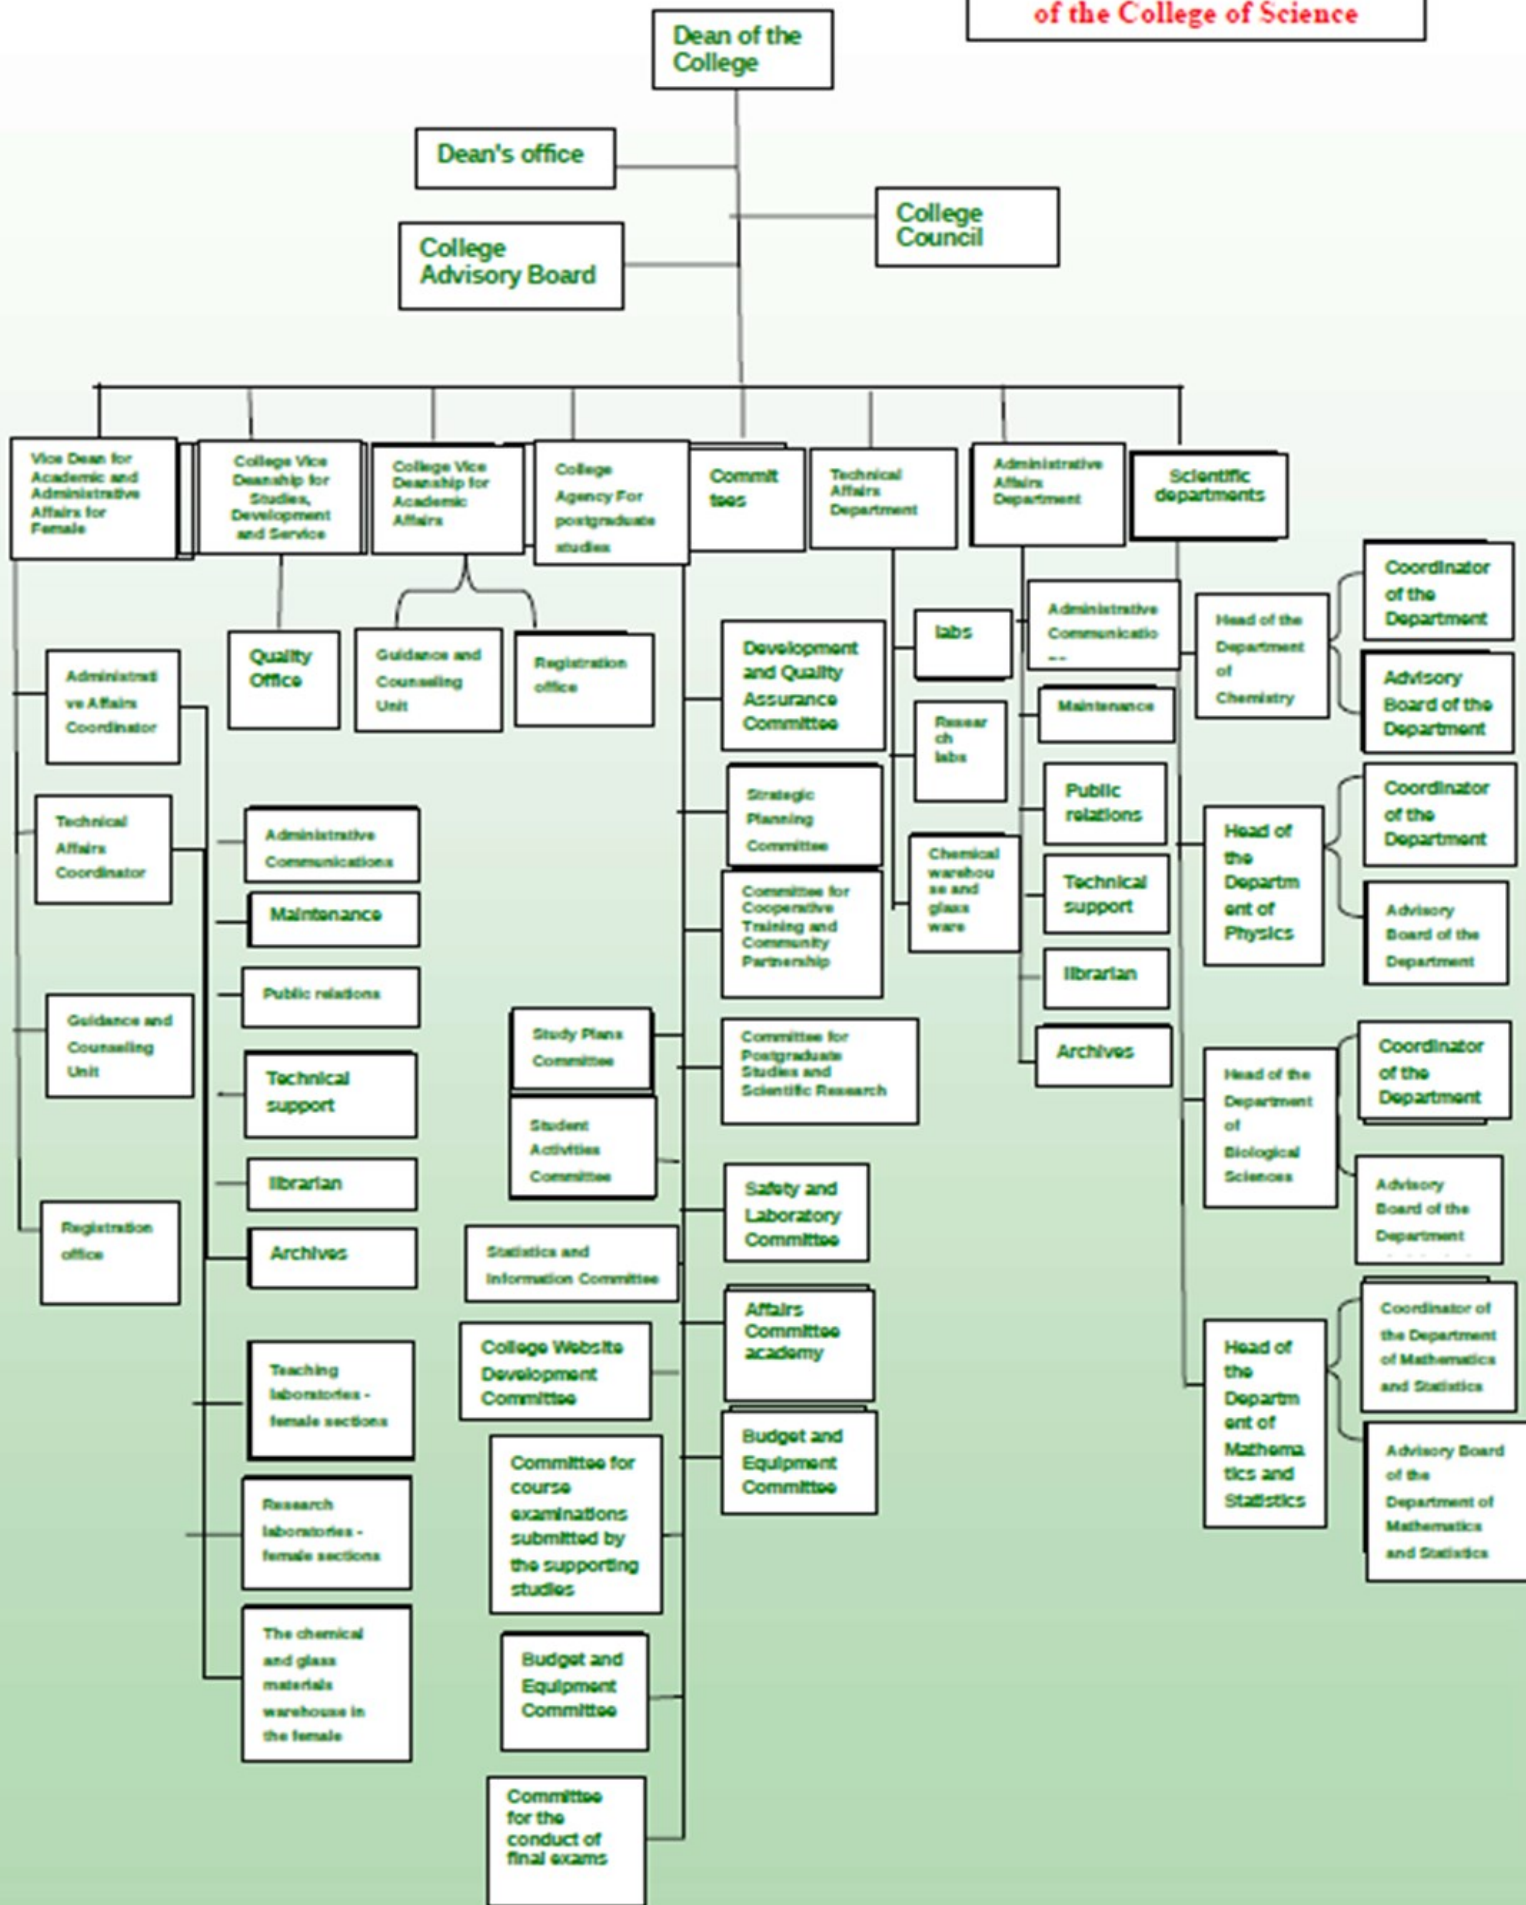 of the College of Science
Dean of the
College
Dean's office
College
Council
College
Advisory Board
Vice Dean for
Academic and
Administrative
Affairs for
Female
College Vice
Deanship for
Studies,
Development
and Service
College Vice
Deanship for
Academic
Affairs
College
Agency For
postgraduate
studies
Commit
tees
Technical
Affairs
Department
Administrative
Affairs
Department
Scientific
departments
Administrati
ve Affairs
Coordinator
Technical
Affairs
Coordinator
Guidance and
Counseling
Unit
Registration
office
Quality
Office
Guidance and
Counseling
Unit
Registration
office
Administrative
Communications
Maintenance
Public relations
Technical
support
librarian
Archives
Teaching
laboratories -
female sections
Research
laboratories -
female sections
The chemical
and glass
materials
warehouse in
the female
Study Plans
Committee
Student
Activities
Committee
Statistics and
Information Committee
College Website
Development
Committee
Committee for
course
examinations
submitted by
the supporting
studies
Budget and
Equipment
Committee
Committee
for the
conduct of
final exams
Development
and Quality
Assurance
Committee
Strategic
Planning
Committee
Committee for
Cooperative
Training and
Community
Partnership
Committee for
Postgraduate
Studies and
Scientific Research
Safety and
Laboratory
Committee
Affairs
Committee
academy
Budget and
Equipment
Committee
labs
Resear
ch
labs
Chemical
warehou
se and
glass
ware
Administrative
Communicatio
Maintenance
Public
relations
Technical
support
librarian
Archives
Head of the
Department
of
Chemistry
Coordinator
of the
Department
Advisory
Board of the
Department
Head of
the
Departm
ent of
Physics
Coordinator
of the
Department
Advisory
Board of the
Department
Head of the
Department
of
Biological
Sciences
Coordinator
of the
Department
Advisory
Board of the
Department
Head of
the
Departm
ent of
Mathema
tics and
Statistics
Coordinator of
the Department
of Mathematics
and Statistics
Advisory Board
of the
Department of
Mathematics
and Statistics